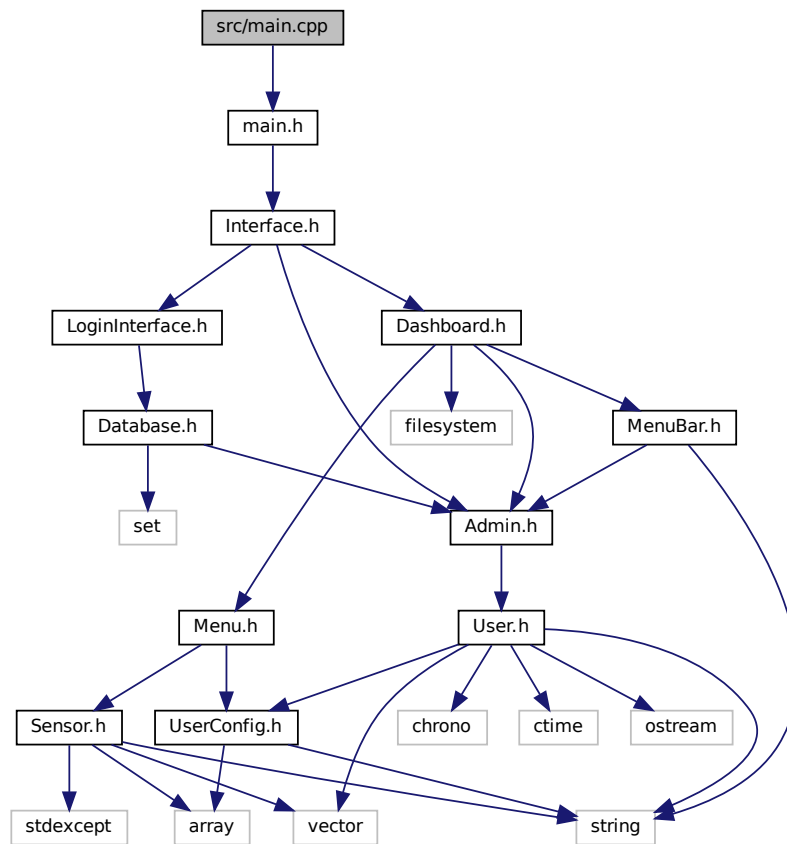 src/main.cpp
main.h
Interface.h
LoginInterface.h
Dashboard.h
Database.h
filesystem
MenuBar.h
set
Admin.h
Menu.h
User.h
Sensor.h
UserConfig.h
chrono
ctime
ostream
stdexcept
array
vector
string